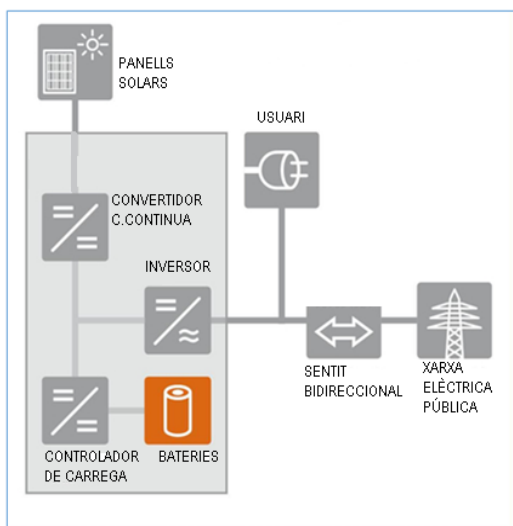 PANELLS
SOLARS
USUARI
CONVERTIDOR
C.CONTINUA
INVERSOR
SENTIT
BIDIRECCIONAL
XARXA
ELÈCTRICA
PÚBLICA
CONTROLADOR
DE CARREGA
BATERIES